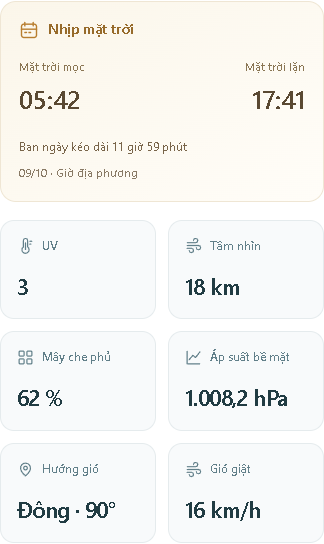 Nhịp mặt trời
Mặt trời mọc
Mặt trời lặn
05:42
17:41
Ban ngày kéo dài 11 giờ 59 phút
09/10 · Giờ địa phương
UV
Tầm nhìn
3
18 km
Mây che phủ
Áp suất bề mặt
62 %
1.008,2 hPa
Hướng gió
Gió giật
Đông · 90°
16 km/h